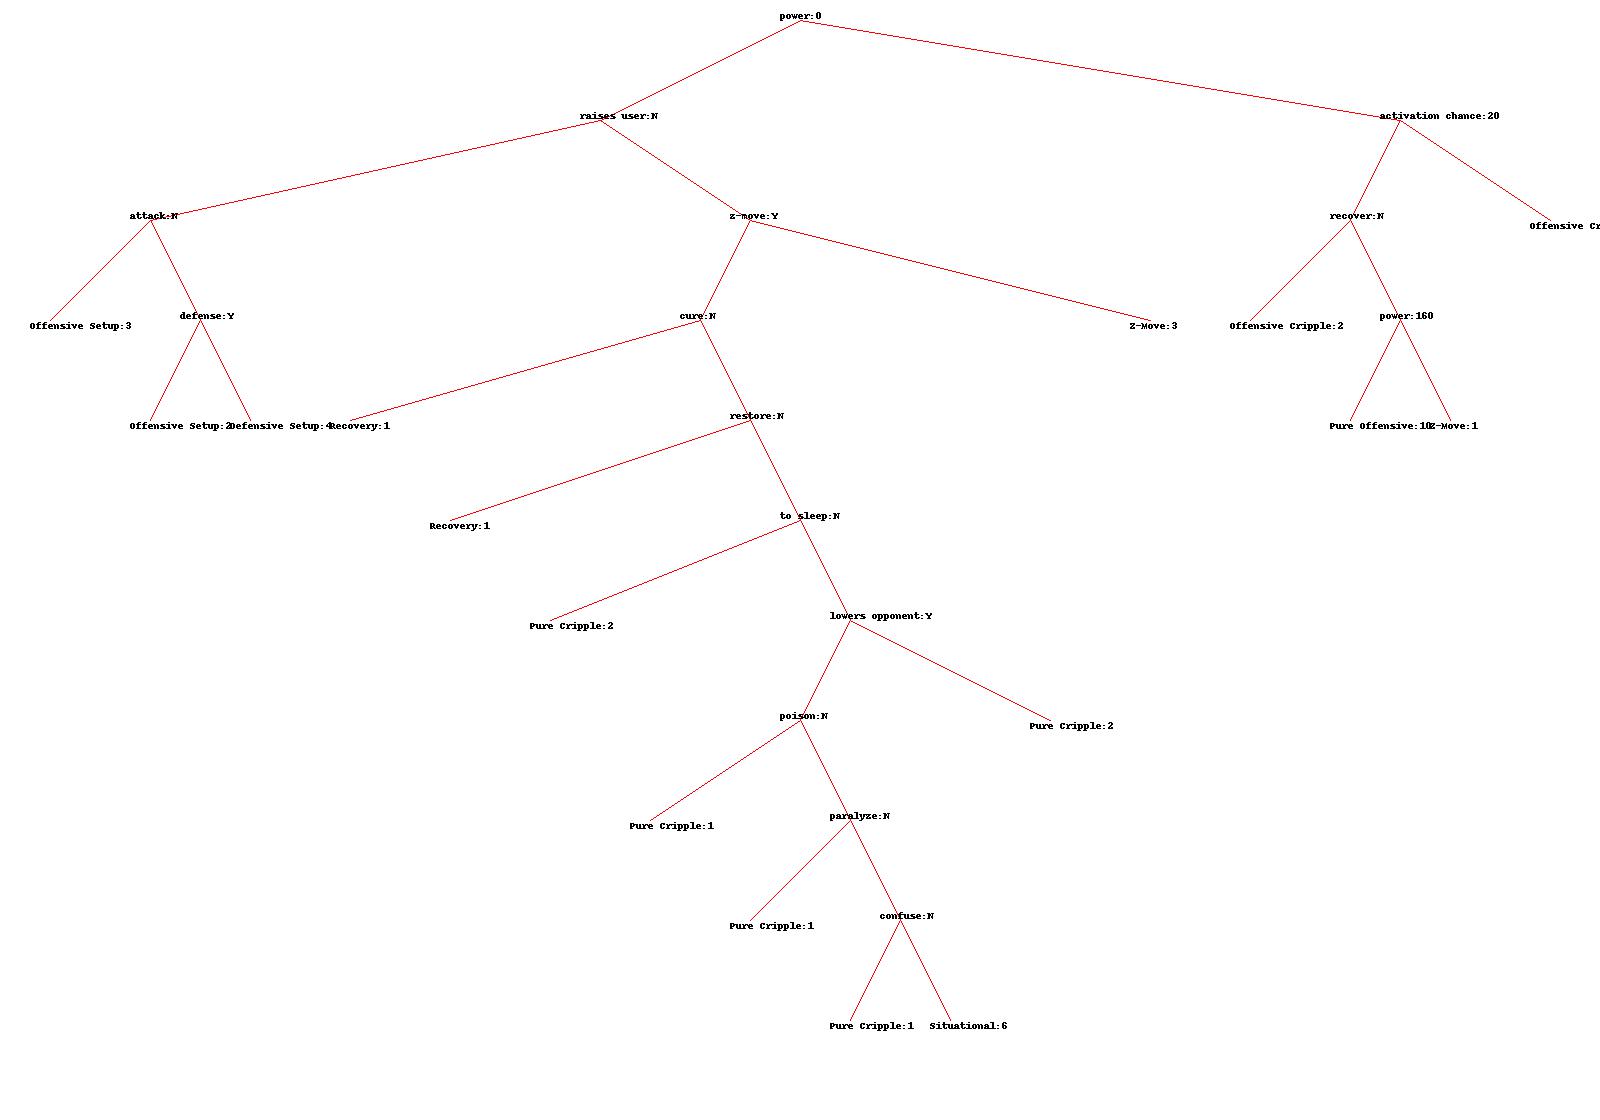 power:0
raises user:N
activation chance:20
attack:N
z-move:Y
recover:N
Offensive Cr
Offensive Setup:3
defense:Y
cure:N
Z-Move:3
Offensive Cripple:2
power:160
Offensive Setup:2
Defensive Setup:4
Recovery:1
restore:N
Pure Offensive:10
Z-Move:1
Recovery:1
to sleep:N
Pure Cripple:2
lowers opponent:Y
poison:N
Pure Cripple:2
Pure Cripple:1
paralyze:N
Pure Cripple:1
confuse:N
Pure Cripple:1
Situational:6